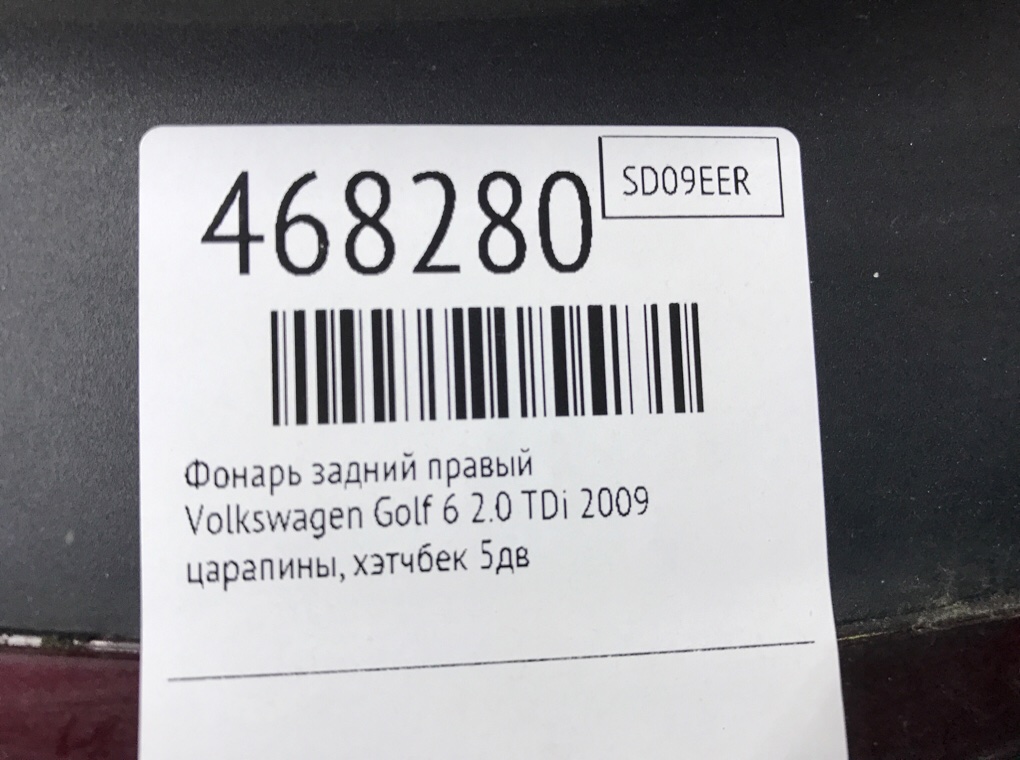 468280
SD09EER
Фонарь задний правый
Volkswagen Golf 6 2.0 TDi 2009
царапины, хэтчбек 5дв